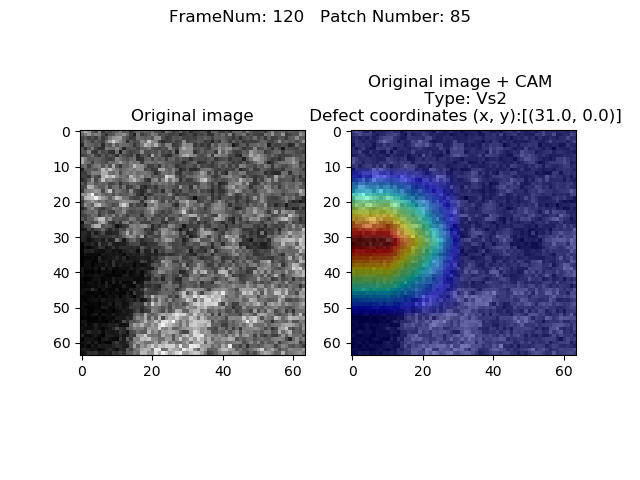 FrameNum: 120   Patch Number: 85
Original image
Original image + CAM
Type: Vs2
Defect coordinates (x, y):[(31.0, 0.0)]
0
10
20
30
40
50
60
0 20 40 60
0
10
20
30
40
50
60
0 20 40 60